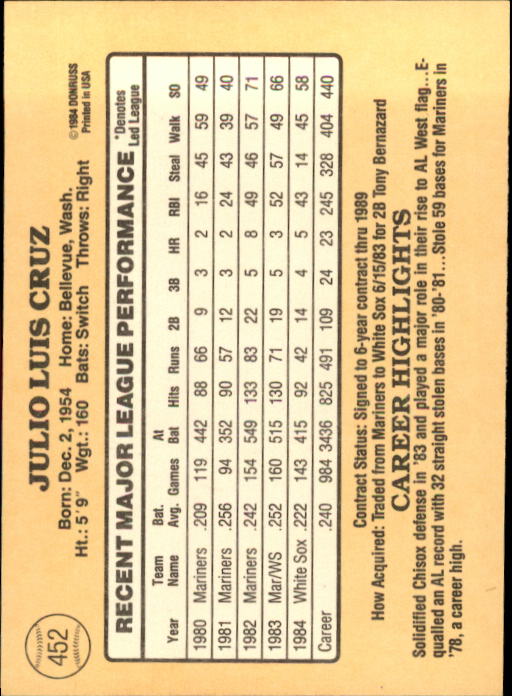 452
JULIO LUIS CRUZ
©1984 DONRUSS
Printed in USA
Born: Dec. 2, 1954 Home: Bellevue, Wash.
Ht.: 5' 9" Wgt.: 160 Bats: Switch Throws: Right
RECENT MAJOR LEAGUE PERFORMANCE
*Denotes
Led League
Year Team Name Bat. Avg. Games At Bat Hits Runs 2B 3B HR RBI Steal Walk SO
1980 Mariners .209 119 442 88 66 9 3 2 16 45 59 49
1981 Mariners .256 94 352 90 57 12 3 2 24 43 39 40
1982 Mariners .242 154 549 133 83 22 5 8 49 46 57 71
1983 Mar/WS .252 160 515 130 71 19 5 3 52 57 49 66
1984 White Sox .222 143 415 92 42 14 4 5 43 14 45 58
Career .240 984 3436 825 491 109 24 23 245 328 404 440
Contract Status: Signed to 6-year contract thru 1989
How Acquired: Traded from Mariners to White Sox 6/15/83 for 2B Tony Bernazard
CAREER HIGHLIGHTS
Solidified Chisox defense in '83 and played a major role in their rise to AL West flag...E-
qualled an AL record with 32 straight stolen bases in '80-'81... Stole 59 bases for Mariners in
'78, a career high.